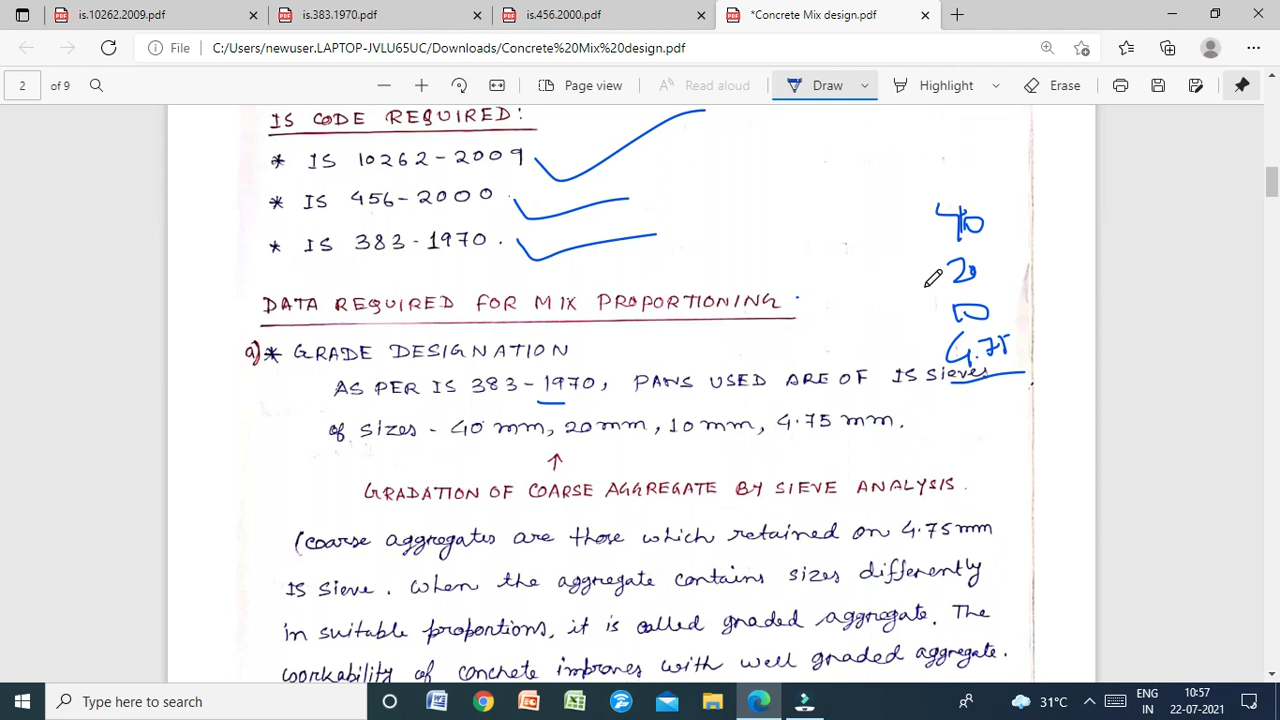 is.10262.2009.pdf
is.383.1970.pdf
is.456.2000.pdf
*Concrete Mix design.pdf
File C:/Users/newuser.LAPTOP-JVLU65UC/Downloads/Concrete%20Mix%20design.pdf
2 of 9 Page view Read aloud Draw Highlight Erase
IS CODE REQUIRED:
* IS 10262-2009
* IS 456-2000
* IS 383-1970.
40
20
10
4.75
DATA REQUIRED FOR MIX PROPORTIONING
a) * GRADE DESIGNATION
AS PER IS 383-1970, PANS USED ARE OF IS Sieves
of sizes - 40 mm, 20mm, 10mm, 4.75 mm.
GRADATION OF COARSE AGGREGATE BY SIEVE ANALYSIS.
(coarse aggregates are those which retained on 4.75mm
IS Sieve. When the aggregate contains sizes differently
in suitable proportions, it is called graded aggregate. The
workability of concrete improves with well graded aggregate.
Type here to search
31°C
ENG
IN
10:57
22-07-2021